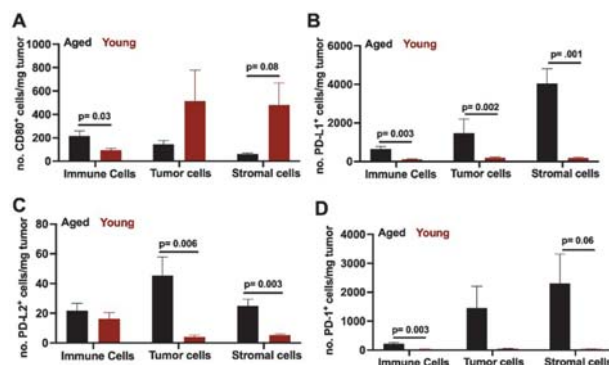 A
Aged Young
no. CD80⁺ cells/mg tumor
1000
800
600
400
200
0
p= 0.03
p= 0.08
Immune Cells Tumor cells Stromal cells
B
Aged Young
no. PD-L1⁺ cells/mg tumor
6000
4000
2000
0
p= 0.003
p= 0.002
p= .001
Immune Cells Tumor cells Stromal cells
C
Aged Young
no. PD-L2⁺ cells/mg tumor
80
60
40
20
0
p= 0.006
p= 0.003
Immune Cells Tumor cells Stromal cells
D
Aged Young
no. PD-1⁺ cells/mg tumor
4000
3000
2000
1000
0
p= 0.003
p= 0.06
Immune Cells Tumor cells Stromal cells